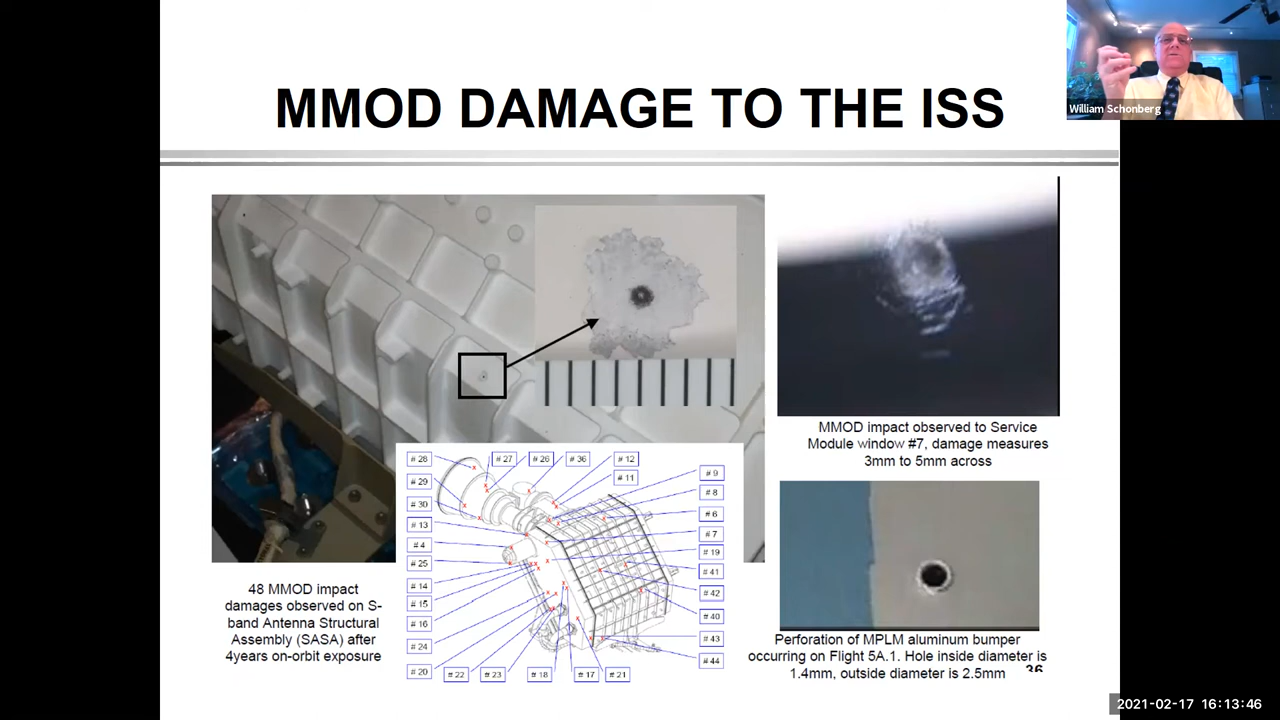 MMOD DAMAGE TO THE ISS
William Schonberg
MMOD impact observed to Service
Module window #7, damage measures
3mm to 5mm across
# 28
# 27
# 26
# 36
# 12
# 11
# 9
# 8
# 6
# 7
# 19
# 41
# 42
# 40
# 43
# 44
# 29
# 30
# 13
# 4
# 25
# 14
# 15
# 16
# 24
# 20
# 22
# 23
# 18
# 17
# 21
48 MMOD impact
damages observed on S-
band Antenna Structural
Assembly (SASA) after
4years on-orbit exposure
Perforation of MPLM aluminum bumper
occurring on Flight 5A.1. Hole inside diameter is
1.4mm, outside diameter is 2.5mm
36
2021-02-17 16:13:46